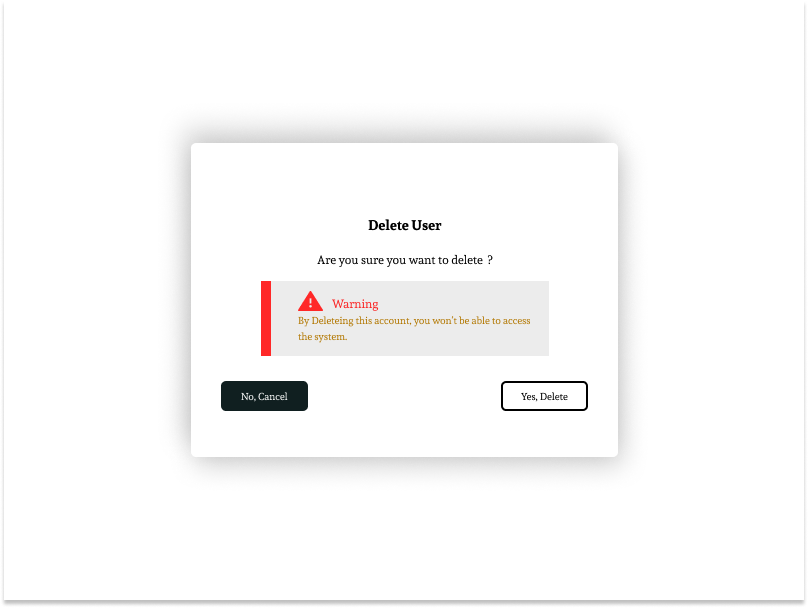 Delete User
Are you sure you want to delete ?
Warning
By Deleteing this account, you won't be able to access
the system.
No, Cancel
Yes, Delete